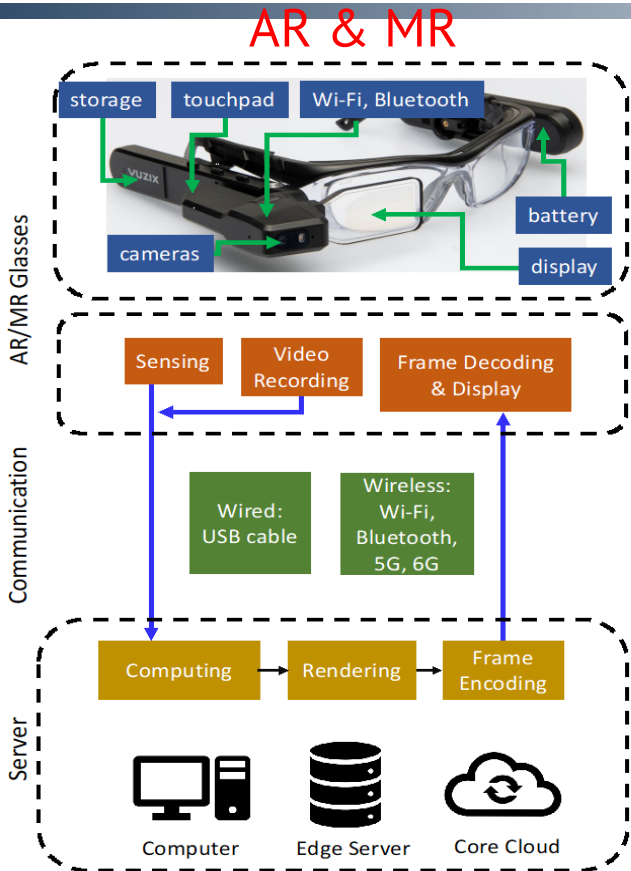 AR & MR
storage
touchpad
Wi-Fi, Bluetooth
VUZIX
battery
cameras
display
AR/MR Glasses
Sensing
Video
Recording
Frame Decoding
& Display
Communication
Wired:
USB cable
Wireless:
Wi-Fi,
Bluetooth,
5G, 6G
Server
Computing
Rendering
Frame
Encoding
Computer
Edge Server
Core Cloud